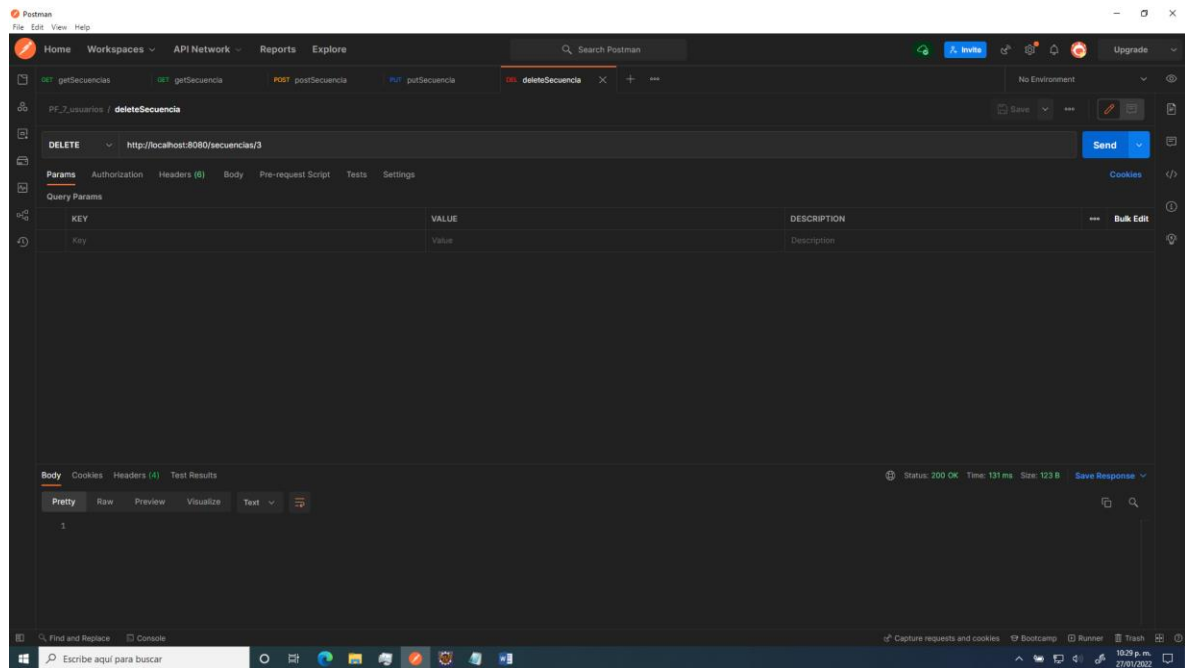 Postman
File Edit View Help
Home Workspaces API Network Reports Explore Search Postman Invite Upgrade
GET getSecuencias GET getSecuencia POST postSecuencia PUT putSecuencia DEL deleteSecuencia No Environment
PF_7_usuarios / deleteSecuencia Save
DELETE http://localhost:8080/secuencias/3 Send
Params Authorization Headers (6) Body Pre-request Script Tests Settings Cookies
Query Params
KEY VALUE DESCRIPTION Bulk Edit
Key Value Description
Body Cookies Headers (4) Test Results Status: 200 OK Time: 131 ms Size: 123 B Save Response
Pretty Raw Preview Visualize Text
1
Find and Replace Console Capture requests and cookies Bootcamp Runner Trash
Escribe aquí para buscar 10:29 p. m.
27/01/2022